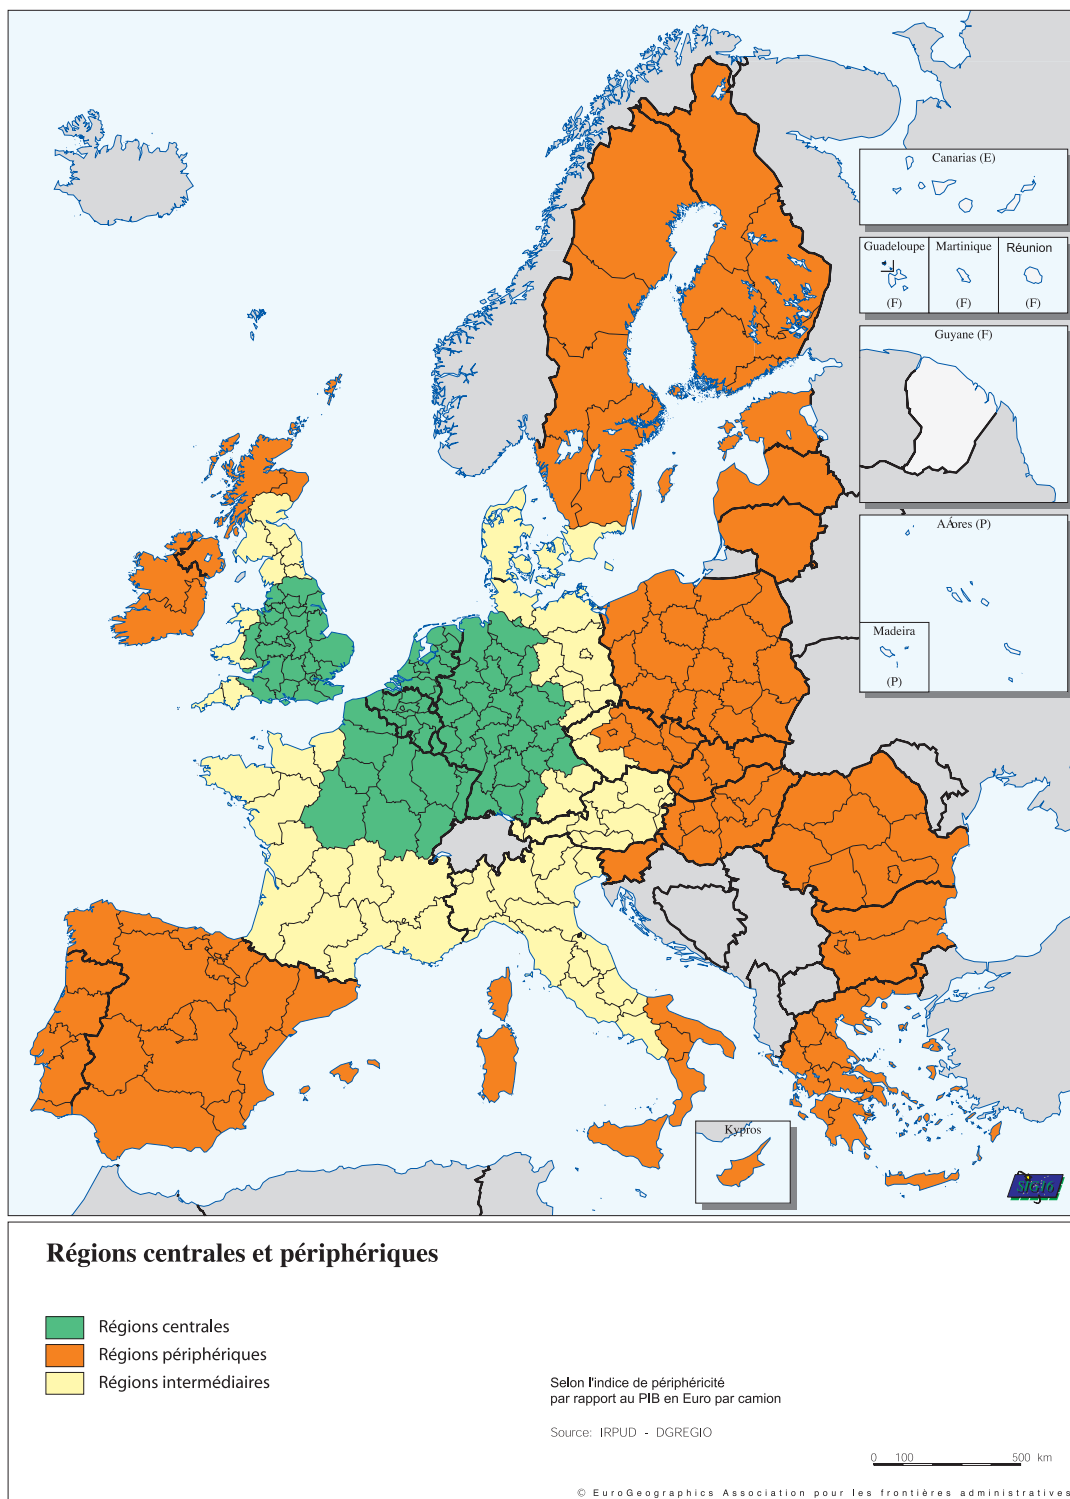 Canarias (E)
Guadeloupe
Martinique
Réunion
(F)
(F)
(F)
Guyane (F)
AÁores (P)
Madeira
(P)
Kypros
Régions centrales et périphériques
Régions centrales
Régions périphériques
Régions intermédiaires
Selon l'indice de périphéricité
par rapport au PIB en Euro par camion
Source: IRPUD - DGREGIO
0 100 500 km
© EuroGeographics Association pour les frontières administratives